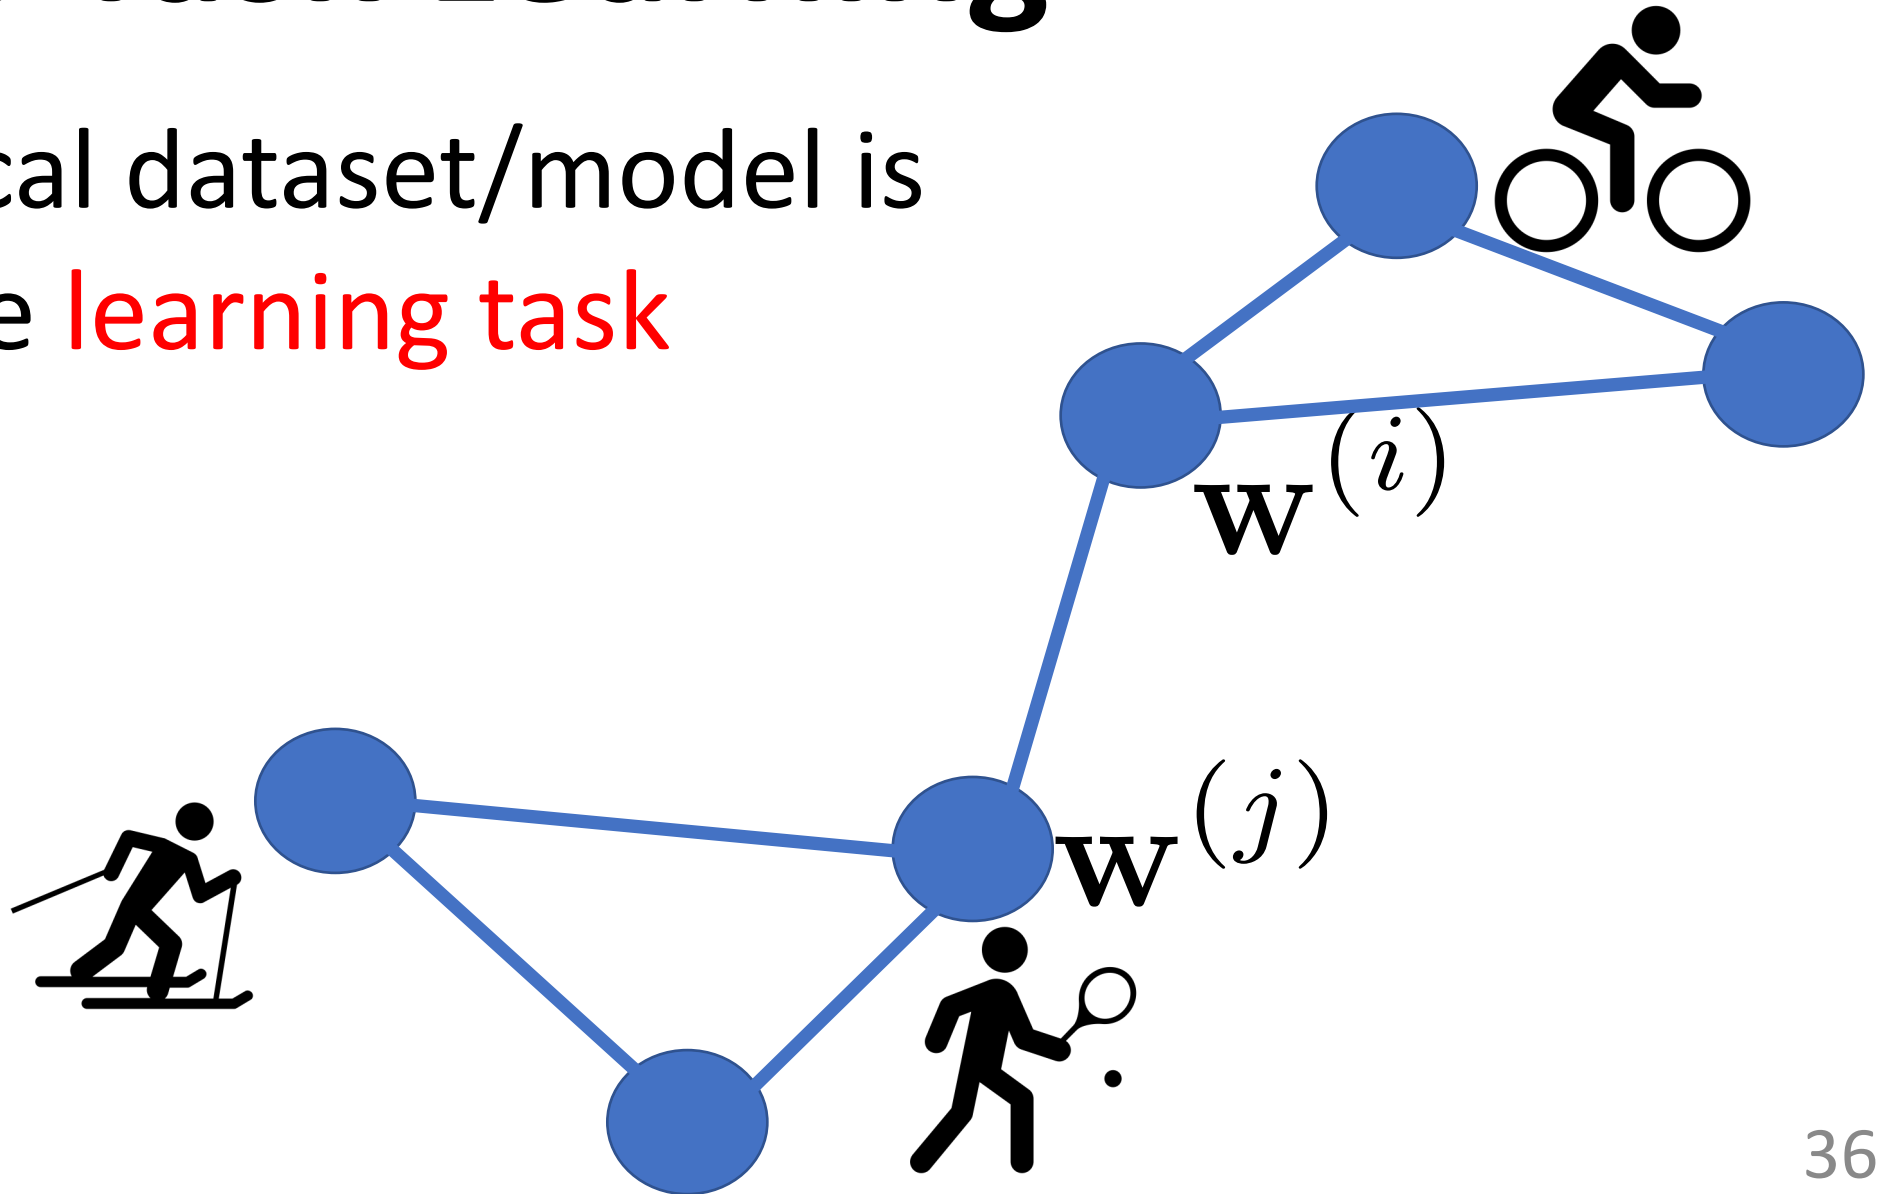 cal dataset/model is
e learning task
w^(i)
w^(j)
36